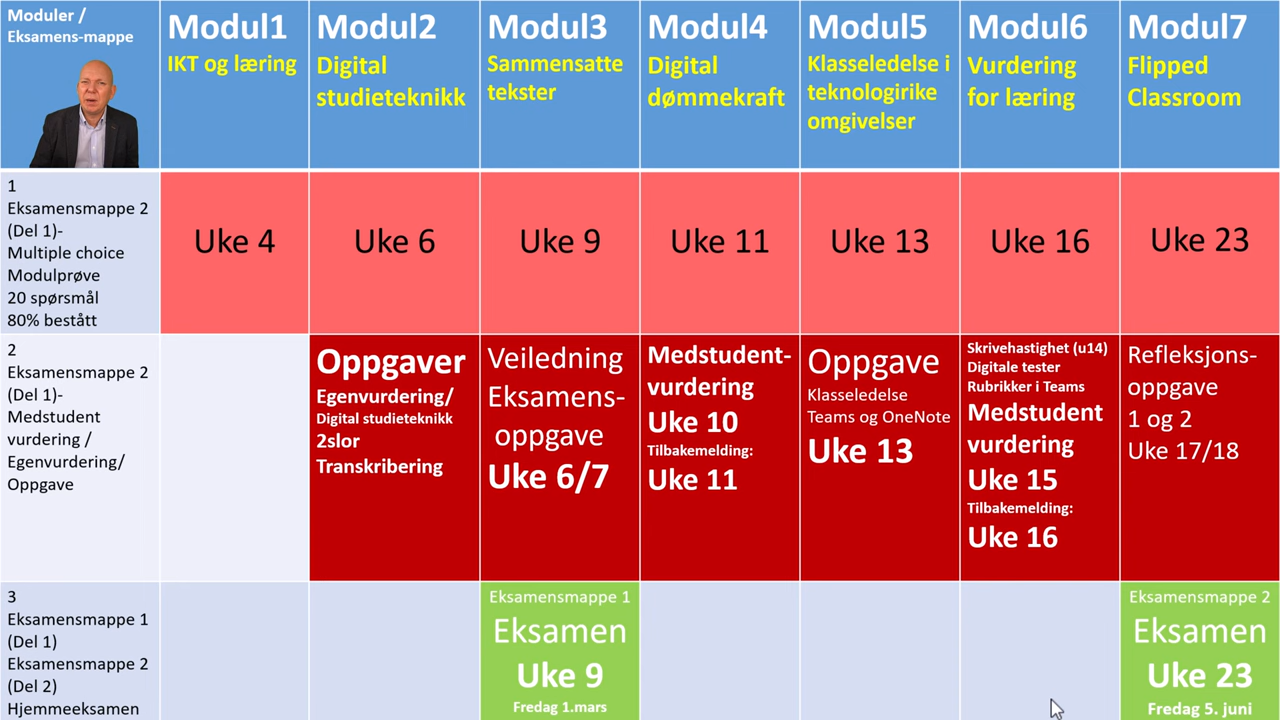 Moduler /
Eksamens-mappe
Modul1
IKT og læring
Modul2
Digital
studieteknikk
Modul3
Sammensatte
tekster
Modul4
Digital
dømmekraft
Modul5
Klasseledelse i
teknologirike
omgivelser
Modul6
Vurdering
for læring
Modul7
Flipped
Classroom
1
Eksamensmappe 2
(Del 1)-
Multiple choice
Modulprøve
20 spørsmål
80% bestått
Uke 4
Uke 6
Uke 9
Uke 11
Uke 13
Uke 16
Uke 23
2
Eksamensmappe 2
(Del 1)-
Medstudent
vurdering /
Egenvurdering/
Oppgave
Oppgaver
Egenvurdering/
Digital studieteknikk
2slor
Transkribering
Veiledning
Eksamens-
oppgave
Uke 6/7
Medstudent-
vurdering
Uke 10
Tilbakemelding:
Uke 11
Oppgave
Klasseledelse
Teams og OneNote
Uke 13
Skrivehastighet (u14)
Digitale tester
Rubrikker i Teams
Medstudent
vurdering
Uke 15
Tilbakemelding:
Uke 16
Refleksjons-
oppgave
1 og 2
Uke 17/18
3
Eksamensmappe 1
(Del 1)
Eksamensmappe 2
(Del 2)
Hjemmeeksamen
Eksamensmappe 1
Eksamen
Uke 9
Fredag 1.mars
Eksamensmappe 2
Eksamen
Uke 23
Fredag 5. juni